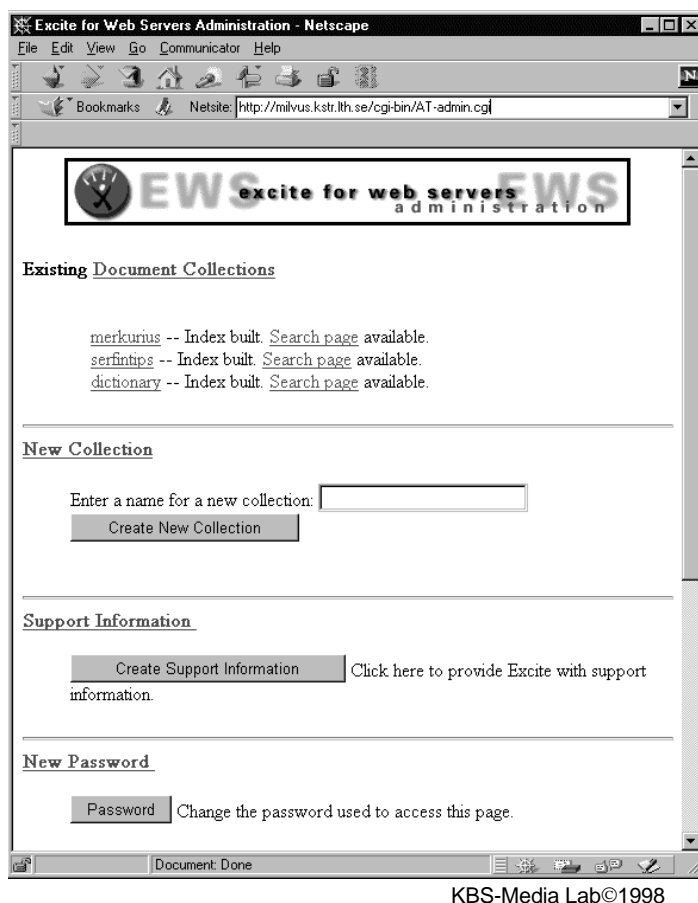 Excite for Web Servers Administration - Netscape
File Edit View Go Communicator Help
N
Bookmarks Netsite: http://milvus.kstr.lth.se/cgi-bin/AT-admin.cgi
EWS excite for web servers EWS
administration
Existing Document Collections
merkurius -- Index built. Search page available.
serfintips -- Index built. Search page available.
dictionary -- Index built. Search page available.
New Collection
Enter a name for a new collection:
Create New Collection
Support Information
Create Support Information Click here to provide Excite with support
information.
New Password
Password Change the password used to access this page.
Document: Done
KBS-Media Lab©1998